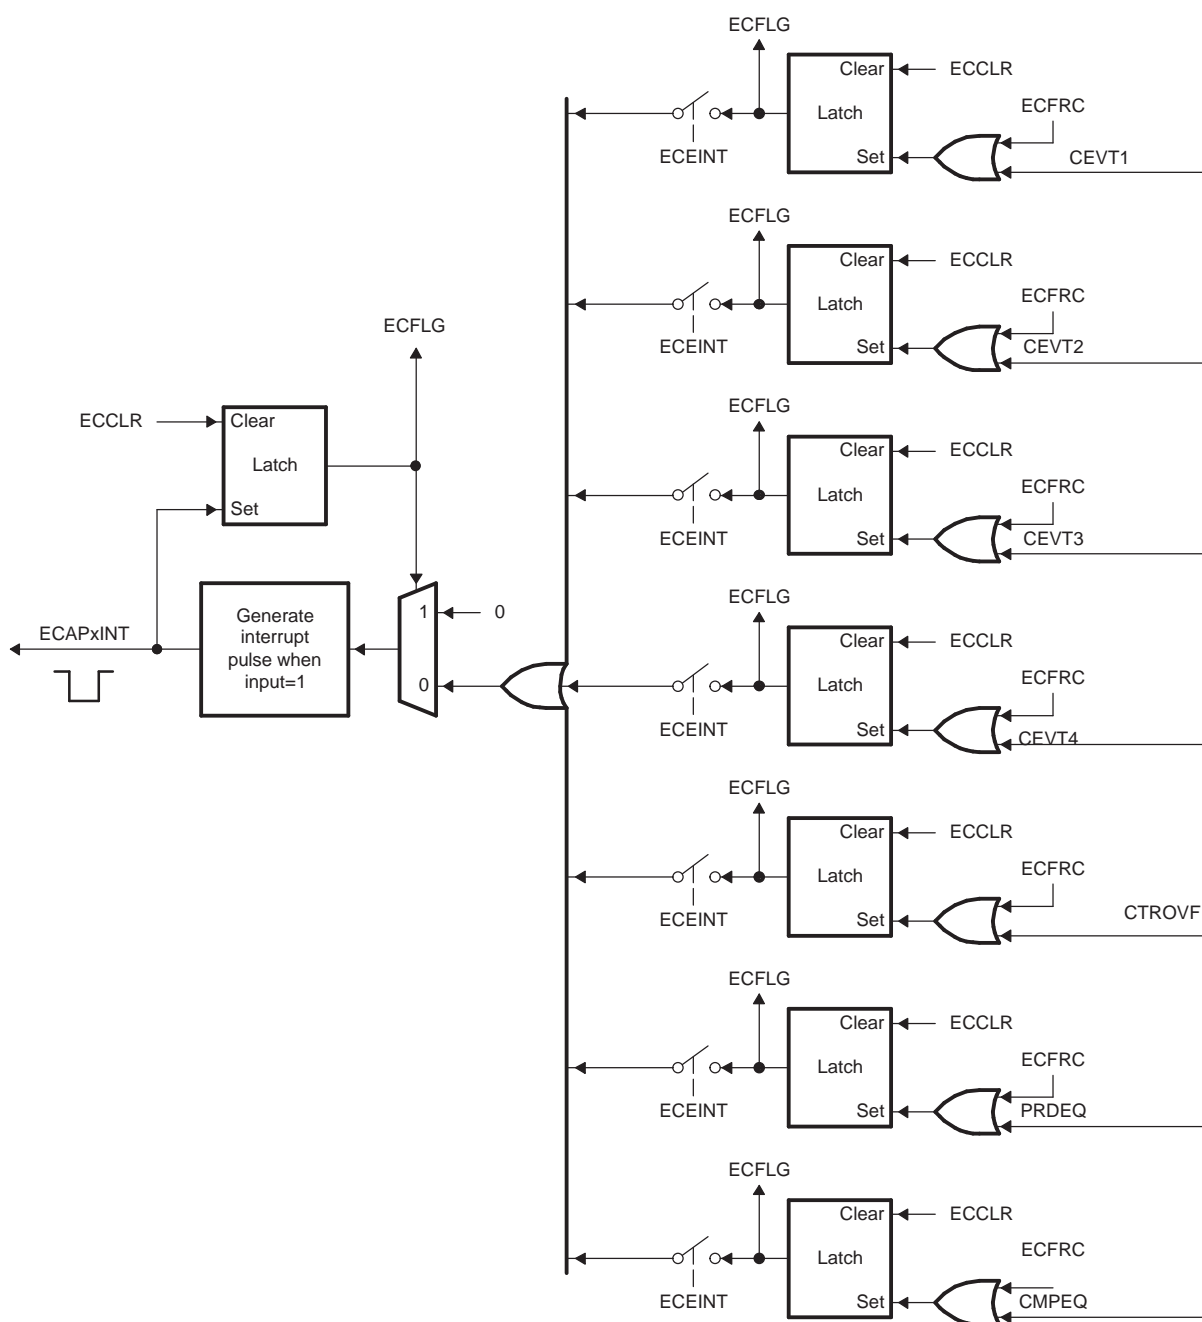 ECFLG
Clear
ECCLR
ECFRC
Latch
ECEINT
Set
CEVT1
ECFLG
Clear
ECCLR
ECFRC
Latch
ECEINT
Set
CEVT2
ECFLG
ECCLR
Clear
Latch
Set
ECFLG
Clear
ECCLR
ECFRC
Latch
ECEINT
Set
CEVT3
ECAPxINT
Generate
interrupt
pulse when
input=1
1
0
0
ECFLG
Clear
ECCLR
ECFRC
Latch
ECEINT
Set
CEVT4
ECFLG
Clear
ECCLR
ECFRC
Latch
ECEINT
Set
CTROVF
ECFLG
Clear
ECCLR
ECFRC
Latch
ECEINT
Set
PRDEQ
ECFLG
Clear
ECCLR
ECFRC
Latch
ECEINT
Set
CMPEQ